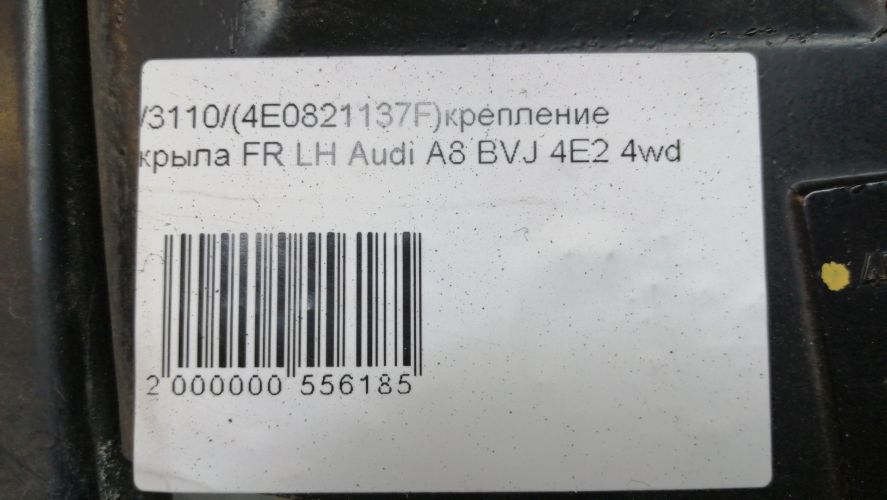 /3110/(4E0821137F)крепление
крыла FR LH Audi A8 BVJ 4E2 4wd
2 000000 556185